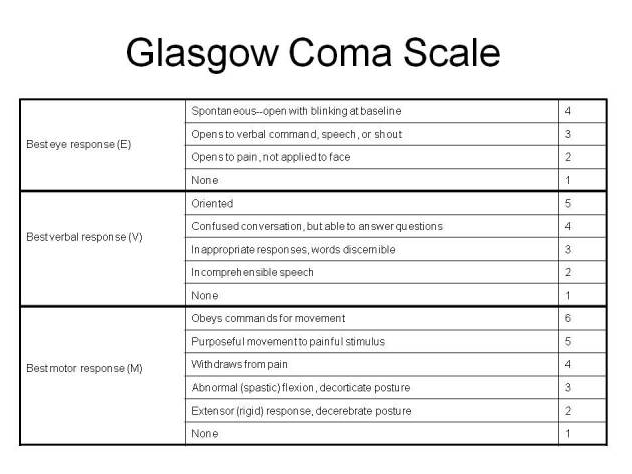 Glasgow Coma Scale
Best eye response (E)
Spontaneous--open with blinking at baseline 4
Opens to verbal command, speech, or shout 3
Opens to pain, not applied to face 2
None 1
Best verbal response (V)
Oriented 5
Confused conversation, but able to answer questions 4
Inappropriate responses, words discernible 3
Incomprehensible speech 2
None 1
Best motor response (M)
Obeys commands for movement 6
Purposeful movement to painful stimulus 5
Withdraws from pain 4
Abnormal (spastic) flexion, decorticate posture 3
Extensor (rigid) response, decerebrate posture 2
None 1